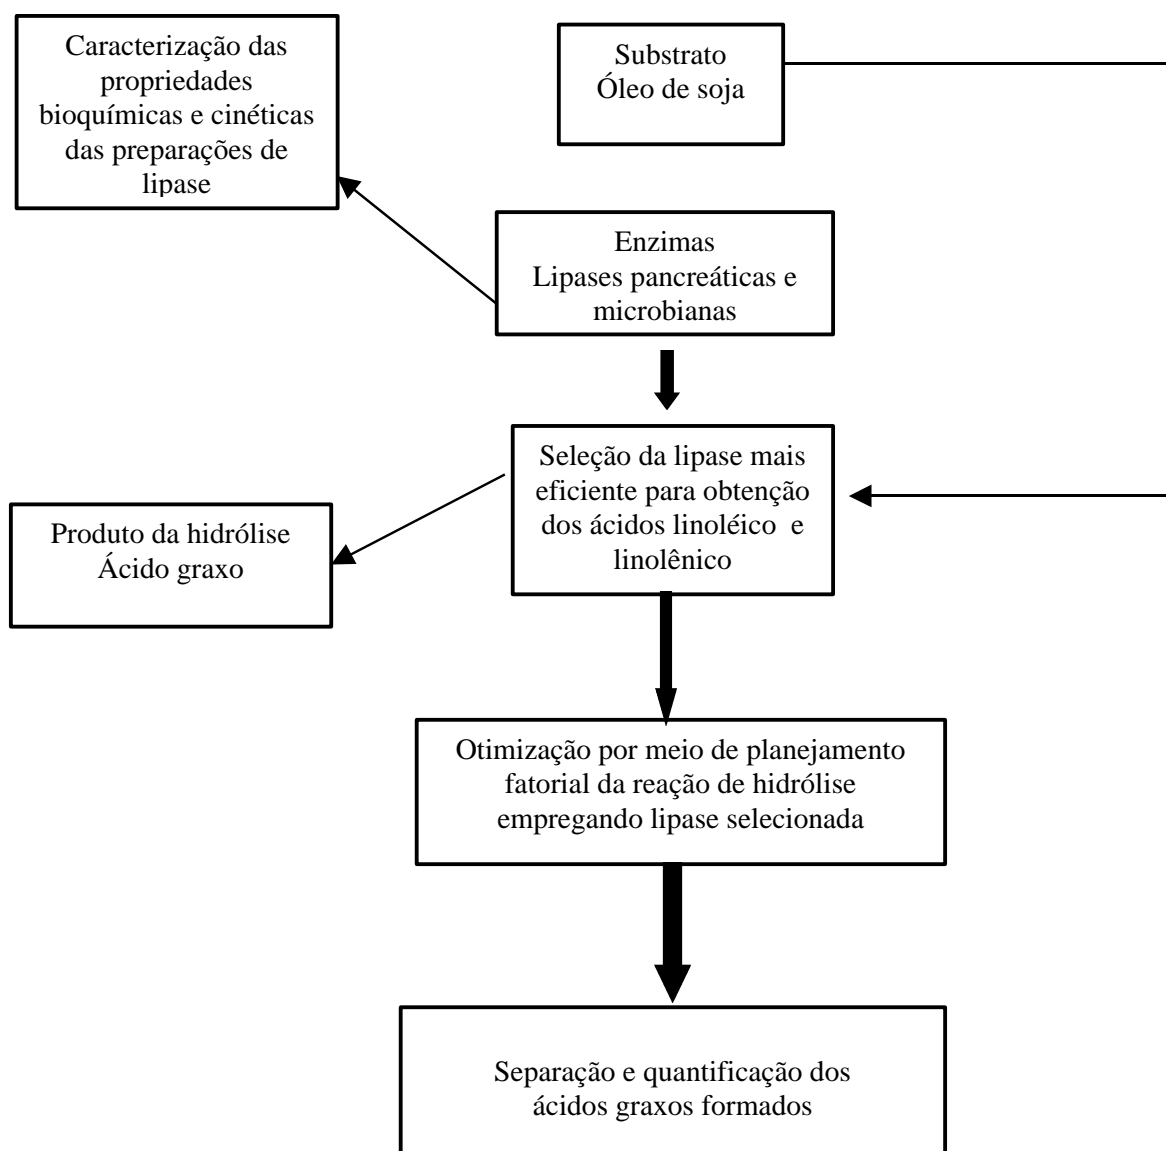 Caracterização das
propriedades
bioquímicas e cinéticas
das preparações de
lipase
Substrato
Óleo de soja
Enzimas
Lipases pancreáticas e
microbianas
Seleção da lipase mais
eficiente para obtenção
dos ácidos linoléico e
linolênico
Produto da hidrólise
Ácido graxo
Otimização por meio de planejamento
fatorial da reação de hidrólise
empregando lipase selecionada
Separação e quantificação dos
ácidos graxos formados